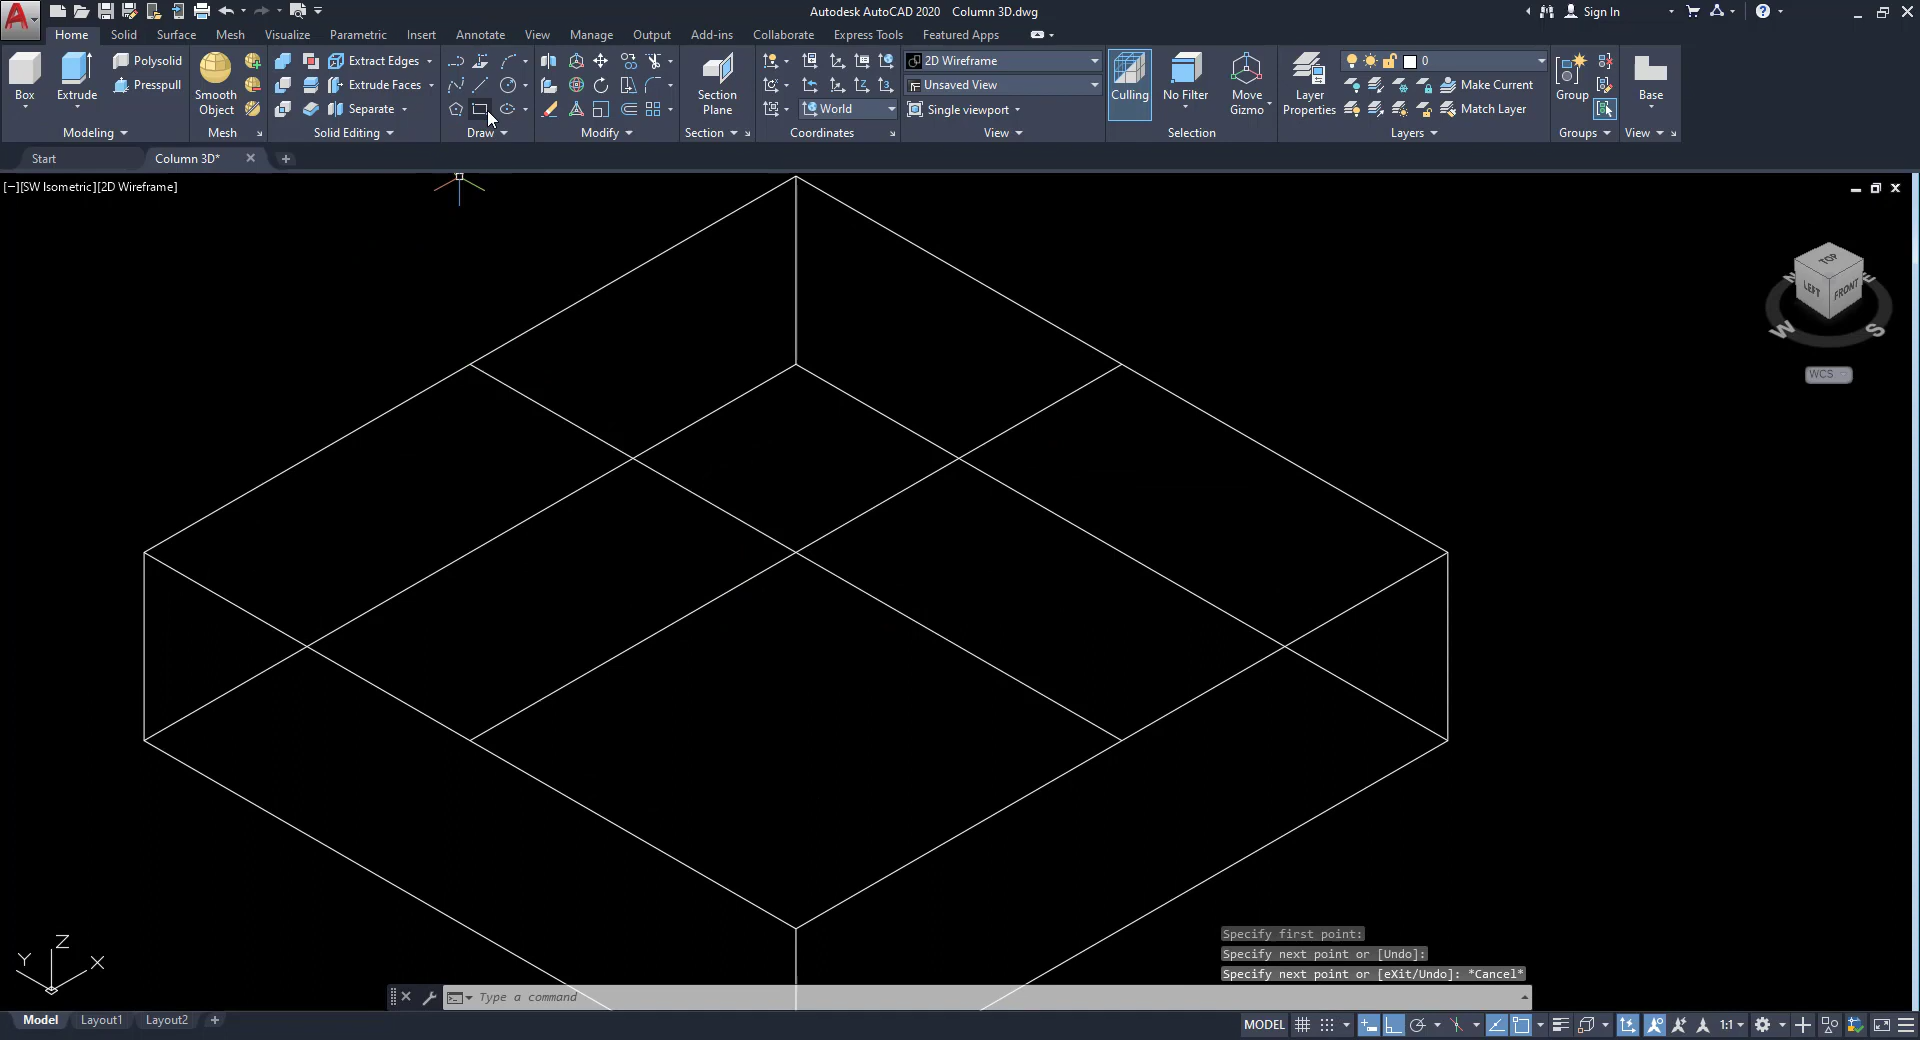 Autodesk AutoCAD 2020 Column 3D.dwg
Sign In
Home Solid Surface Mesh Visualize Parametric Insert Annotate View Manage Output Add-ins Collaborate Express Tools Featured Apps
Box
Extrude
Polysolid
Presspull
Smooth
Object
Extract Edges
Extrude Faces
Separate
Section
Plane
World
2D Wireframe
Unsaved View
Single viewport
Culling
No Filter
Move
Gizmo
Layer
Properties
0
Make Current
Match Layer
Group
Base
Modeling Mesh Solid Editing Draw Modify Section Coordinates View Selection Layers Groups View
Start Column 3D*
[−][SW Isometric][2D Wireframe]
TOP
LEFT
FRONT
N
E
W
S
WCS
Z
Y
X
Specify first point:
Specify next point or [Undo]:
Specify next point or [eXit/Undo]: *Cancel*
Type a command
Model Layout1 Layout2
MODEL
1:1